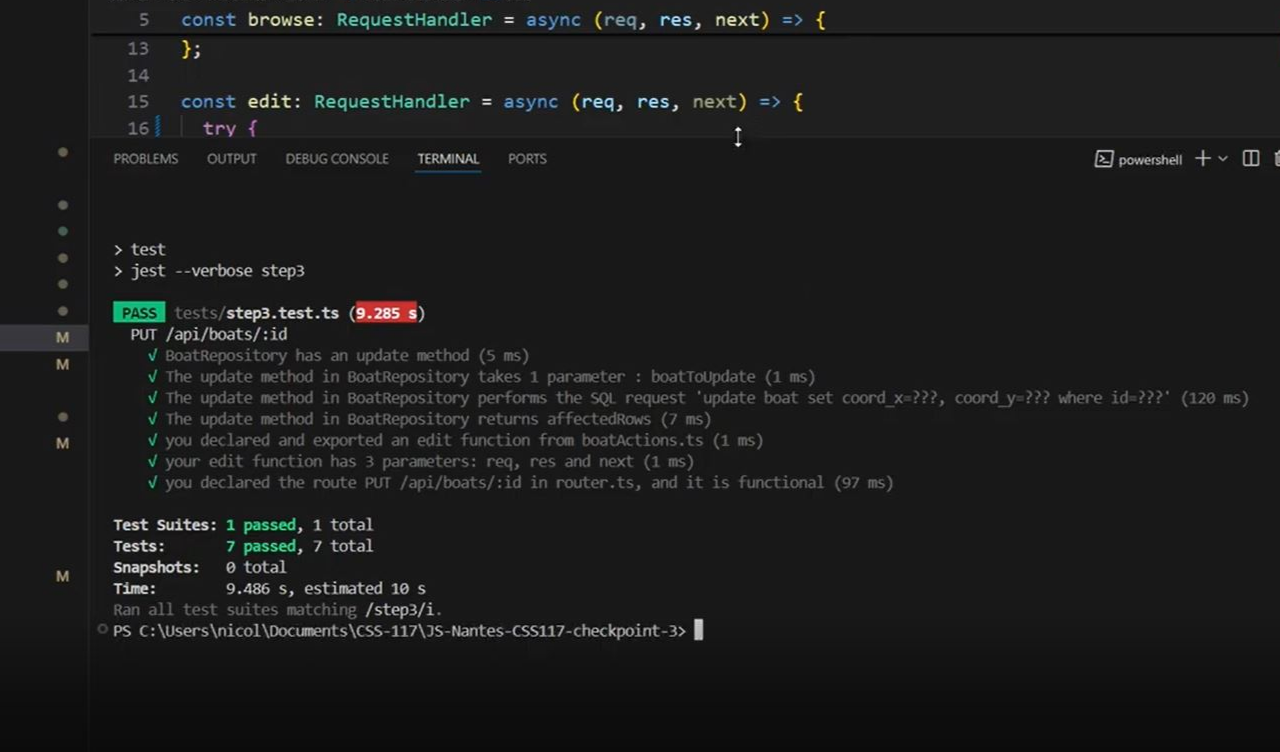 5 const browse: RequestHandler = async (req, res, next) => {
13 };
14
15 const edit: RequestHandler = async (req, res, next) => {
16 try {
PROBLEMS OUTPUT DEBUG CONSOLE TERMINAL PORTS powershell
> test
> jest --verbose step3
PASS tests/step3.test.ts (9.285 s)
PUT /api/boats/:id
√ BoatRepository has an update method (5 ms)
√ The update method in BoatRepository takes 1 parameter : boatToUpdate (1 ms)
√ The update method in BoatRepository performs the SQL request 'update boat set coord_x=???, coord_y=??? where id=???' (120 ms)
√ The update method in BoatRepository returns affectedRows (7 ms)
√ you declared and exported an edit function from boatActions.ts (1 ms)
√ your edit function has 3 parameters: req, res and next (1 ms)
√ you declared the route PUT /api/boats/:id in router.ts, and it is functional (97 ms)
Test Suites: 1 passed, 1 total
Tests: 7 passed, 7 total
Snapshots: 0 total
Time: 9.486 s, estimated 10 s
Ran all test suites matching /step3/i.
PS C:\Users\nicol\Documents\CSS-117\JS-Nantes-CSS117-checkpoint-3>
M
M
M
M